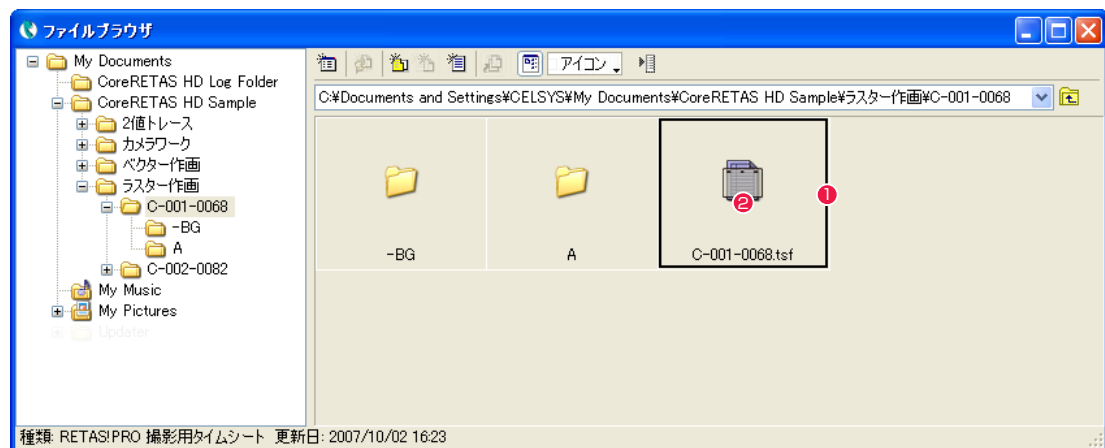 ファイルブラウザ
My Documents
CoreRETAS HD Log Folder
CoreRETAS HD Sample
2値トレース
カメラワーク
ベクター作画
ラスター作画
C-001-0068
-BG
A
C-002-0082
My Music
My Pictures
Updater
アイコン
C:¥Documents and Settings¥CELSYS¥My Documents¥CoreRETAS HD Sample¥ラスター作画¥C-001-0068
1
2
-BG
A
C-001-0068.tsf
種類: RETAS!PRO 撮影用タイムシート 更新日: 2007/10/02 16:23